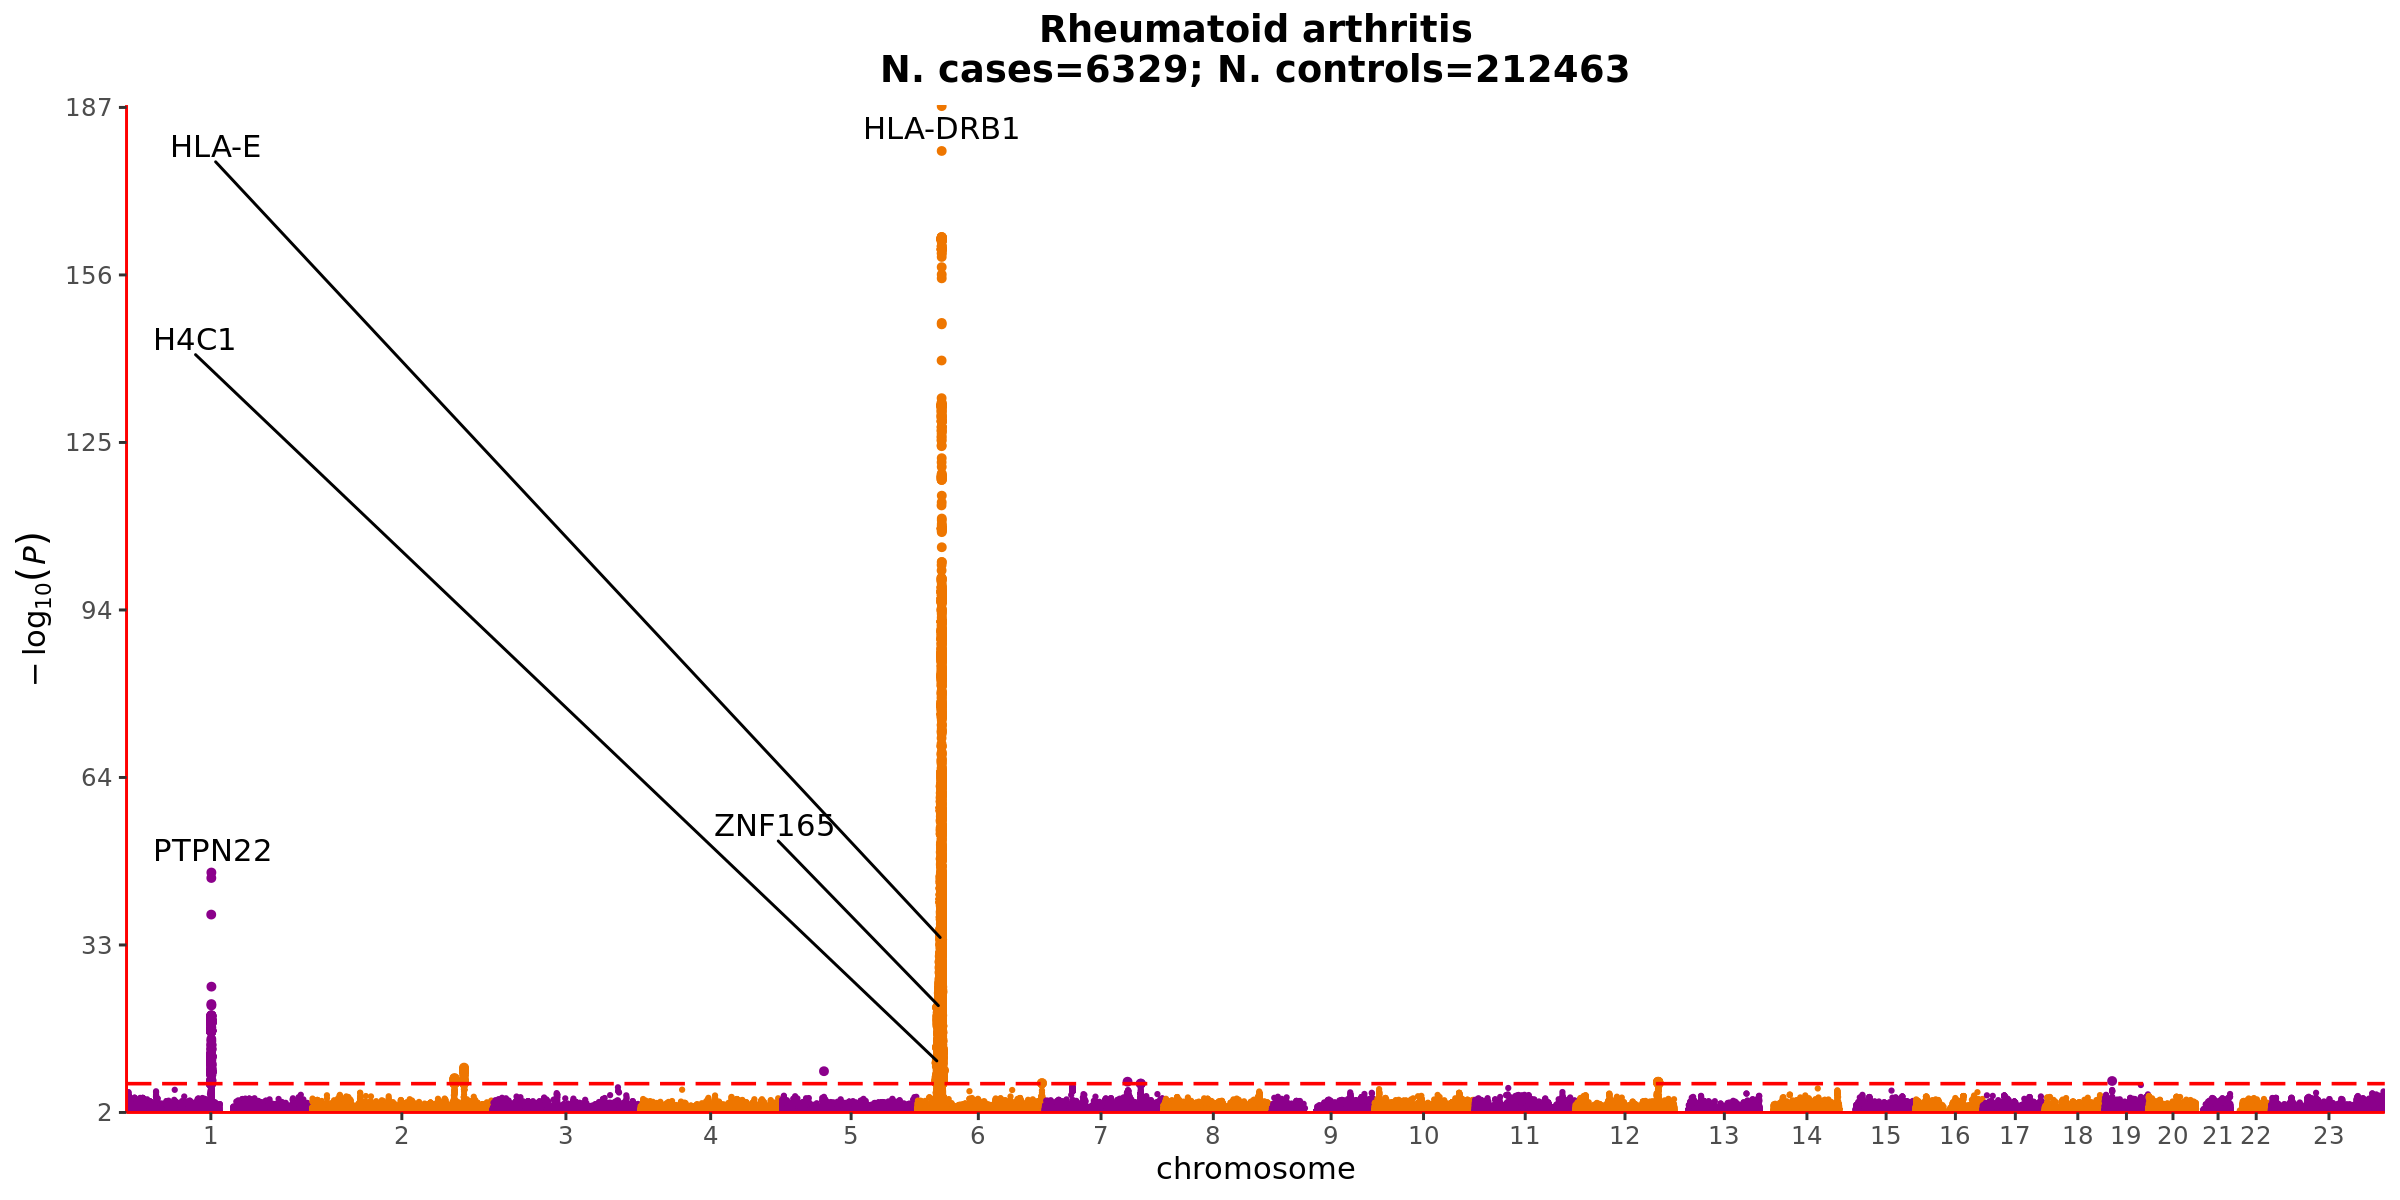 Rheumatoid arthritis
N. cases=6329; N. controls=212463
187
156
125
94
64
33
2
− log10(P)
HLA-E
HLA-DRB1
H4C1
ZNF165
PTPN22
1 2 3 4 5 6 7 8 9 10 11 12 13 14 15 16 17 18 19 20 21 22 23
chromosome